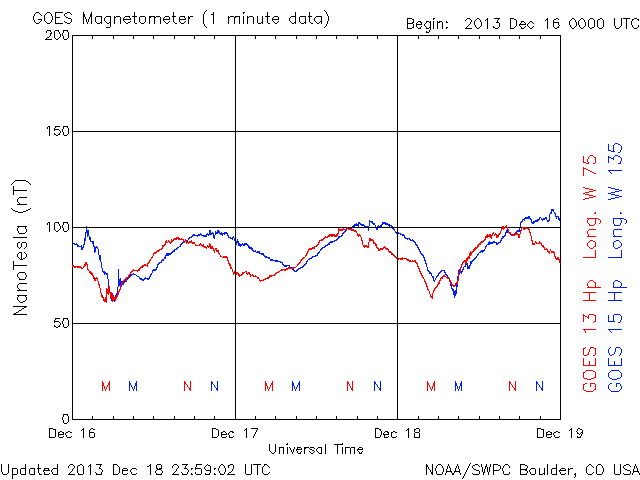 GOES Magnetometer (1 minute data)
Begin: 2013 Dec 16 0000 UTC
200
150
100
50
0
NanoTesla (nT)
M M N N M M N N M M N N
Dec 16 Dec 17 Dec 18 Dec 19
Universal Time
GOES 13 Hp Long. W 75
GOES 15 Hp Long. W 135
Updated 2013 Dec 18 23:59:02 UTC
NOAA/SWPC Boulder, CO USA